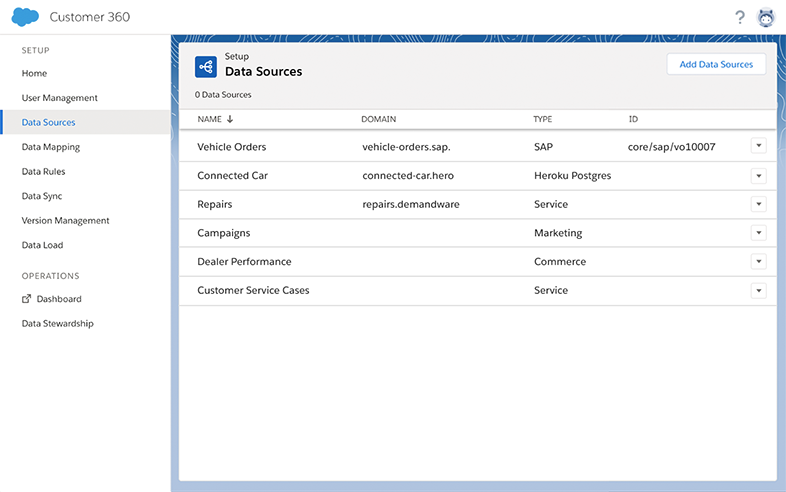 Customer 360
?
SETUP
Home
User Management
Data Sources
Data Mapping
Data Rules
Data Sync
Version Management
Data Load
OPERATIONS
Dashboard
Data Stewardship
Setup
Data Sources
Add Data Sources
0 Data Sources
NAME DOMAIN TYPE ID
Vehicle Orders vehicle-orders.sap. SAP core/sap/vo10007
Connected Car connected-car.hero Heroku Postgres
Repairs repairs.demandware Service
Campaigns Marketing
Dealer Performance Commerce
Customer Service Cases Service